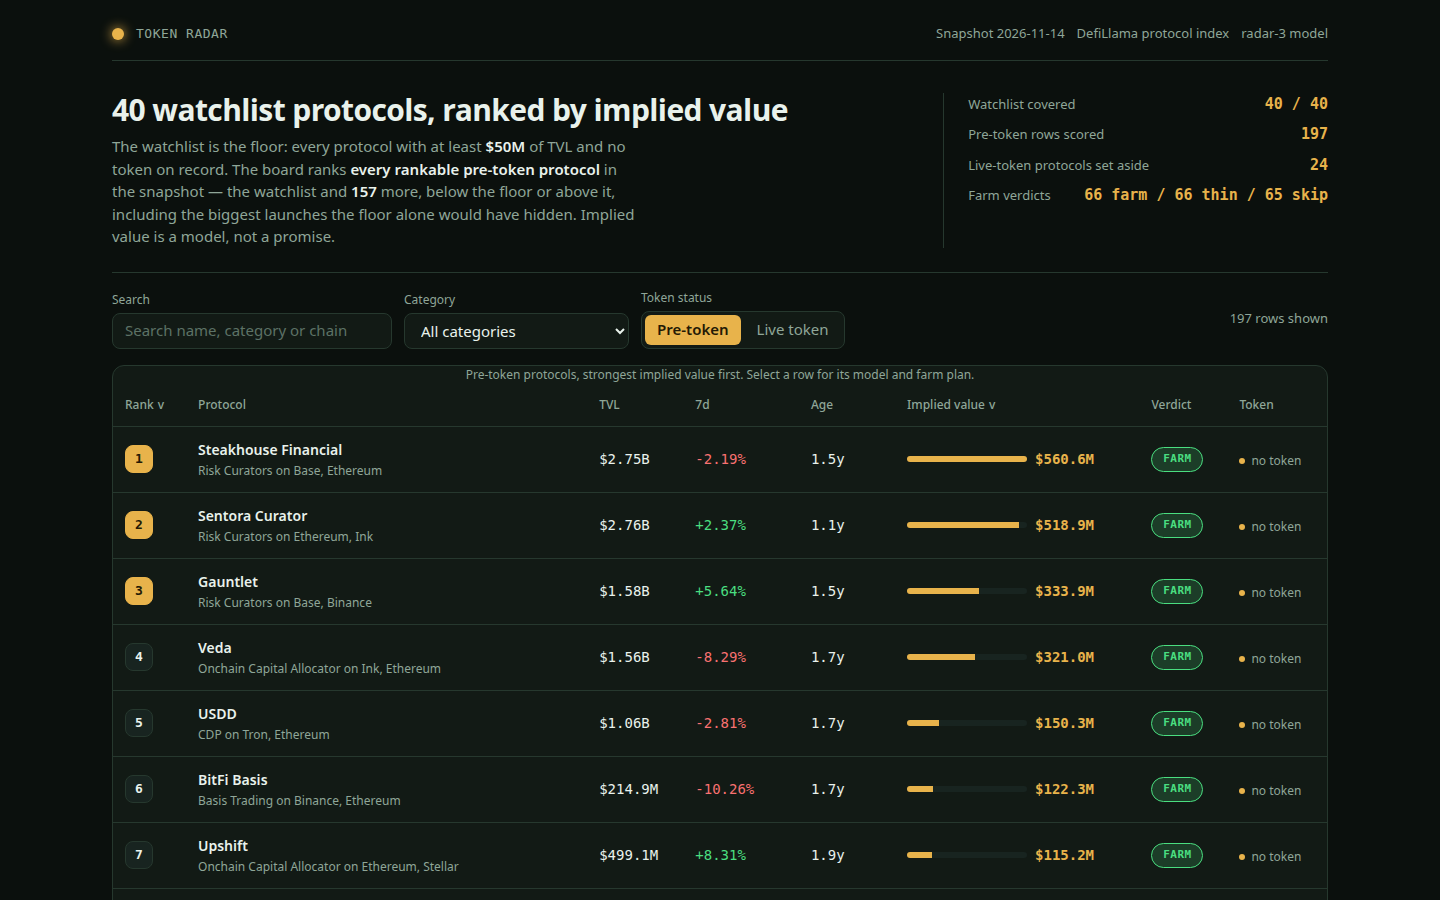 TOKEN RADAR
Snapshot 2026-11-14 DefiLlama protocol index radar-3 model
40 watchlist protocols, ranked by implied value
The watchlist is the floor: every protocol with at least $50M of TVL and no
token on record. The board ranks every rankable pre-token protocol in
the snapshot — the watchlist and 157 more, below the floor or above it,
including the biggest launches the floor alone would have hidden. Implied
value is a model, not a promise.
Watchlist covered 40 / 40
Pre-token rows scored 197
Live-token protocols set aside 24
Farm verdicts 66 farm / 66 thin / 65 skip
Search
Search name, category or chain
Category
All categories
Token status
Pre-token Live token
197 rows shown
Pre-token protocols, strongest implied value first. Select a row for its model and farm plan.
Rank v Protocol TVL 7d Age Implied value v Verdict Token
1 Steakhouse Financial $2.75B -2.19% 1.5y $560.6M FARM no token
Risk Curators on Base, Ethereum
2 Sentora Curator $2.76B +2.37% 1.1y $518.9M FARM no token
Risk Curators on Ethereum, Ink
3 Gauntlet $1.58B +5.64% 1.5y $333.9M FARM no token
Risk Curators on Base, Binance
4 Veda $1.56B -8.29% 1.7y $321.0M FARM no token
Onchain Capital Allocator on Ink, Ethereum
5 USDD $1.06B -2.81% 1.7y $150.3M FARM no token
CDP on Tron, Ethereum
6 BitFi Basis $214.9M -10.26% 1.7y $122.3M FARM no token
Basis Trading on Binance, Ethereum
7 Upshift $499.1M +8.31% 1.9y $115.2M FARM no token
Onchain Capital Allocator on Ethereum, Stellar